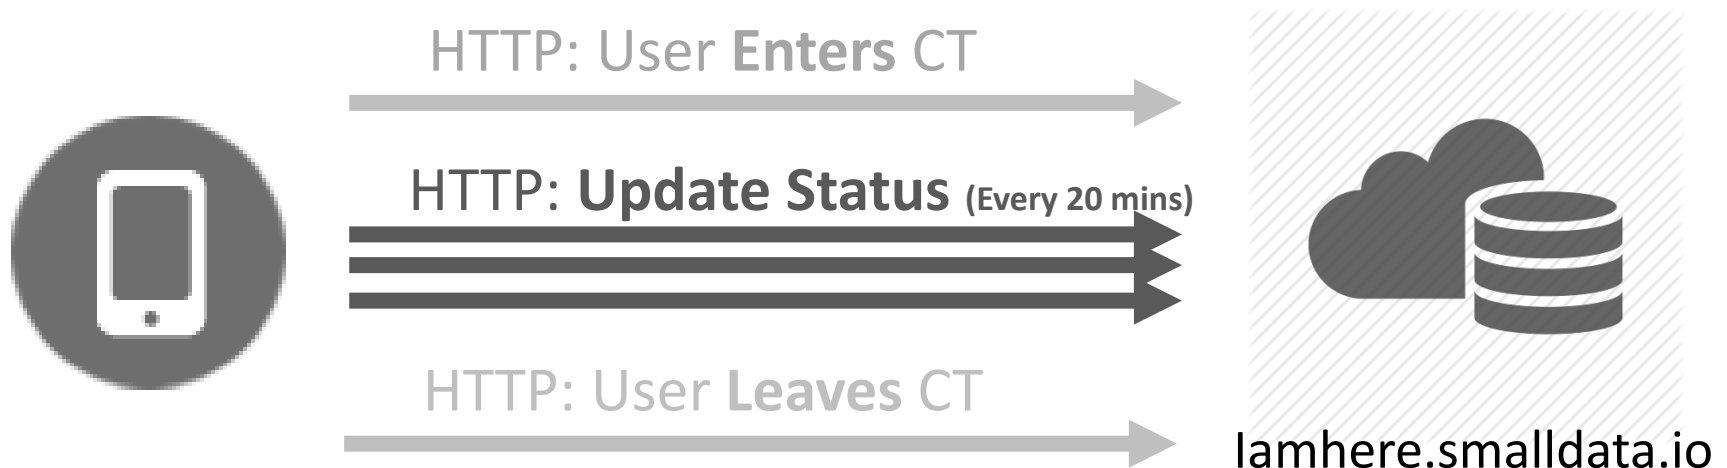 HTTP: User Enters CT
HTTP: Update Status (Every 20 mins)
HTTP: User Leaves CT
Iamhere.smalldata.io